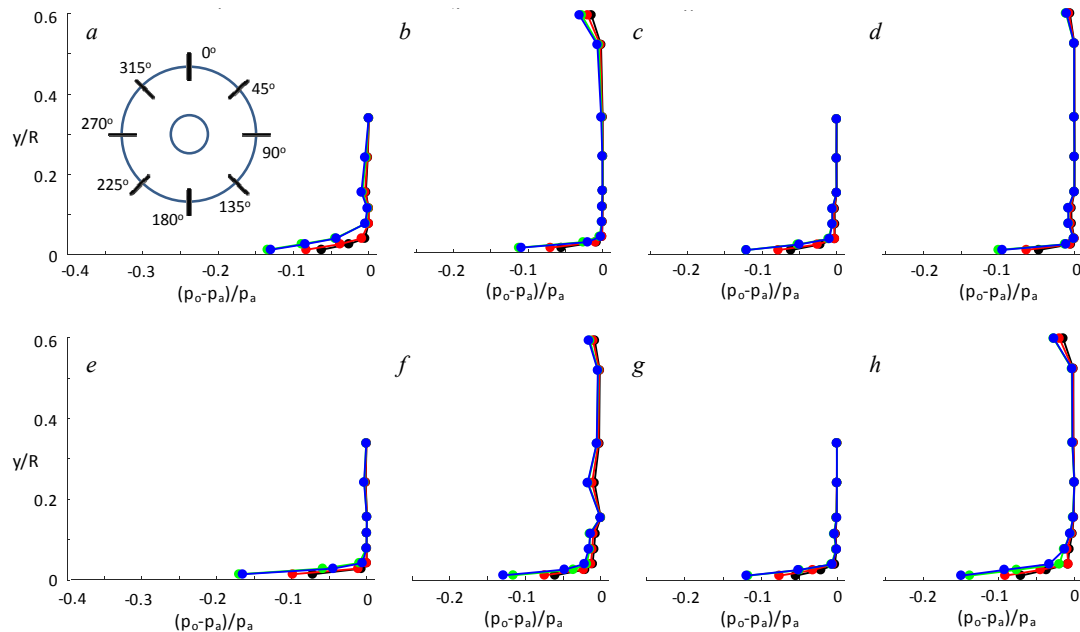 0.6 a b c d
0°
315° 45°
0.4
y/R 270° 90°
0.2 225° 135°
180°
0
-0.4 -0.3 -0.2 -0.1 0 -0.2 -0.1 0 -0.2 -0.1 0 -0.2 -0.1 0
(pₒ-pₐ)/pₐ (pₒ-pₐ)/pₐ (pₒ-pₐ)/pₐ (pₒ-pₐ)/pₐ
0.6 e f g h
0.4
y/R
0.2
0
-0.4 -0.3 -0.2 -0.1 0 -0.2 -0.1 0 -0.2 -0.1 0 -0.2 -0.1 0
(pₒ-pₐ)/pₐ (pₒ-pₐ)/pₐ (pₒ-pₐ)/pₐ (pₒ-pₐ)/pₐ